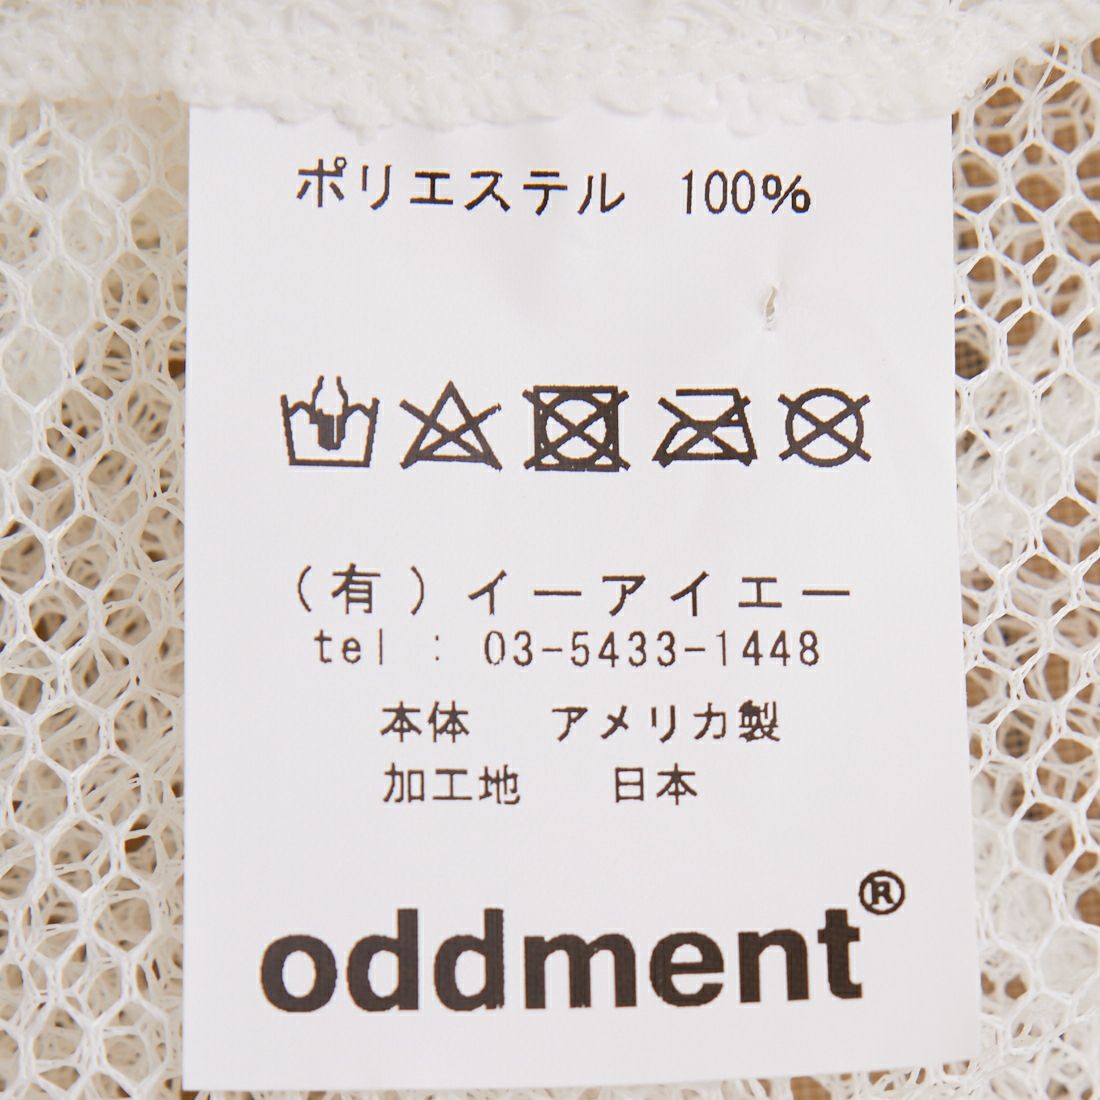 ポリエステル 100%
(有)イーアイエー
tel : 03-5433-1448
本体 アメリカ製
加工地 日本
oddment®